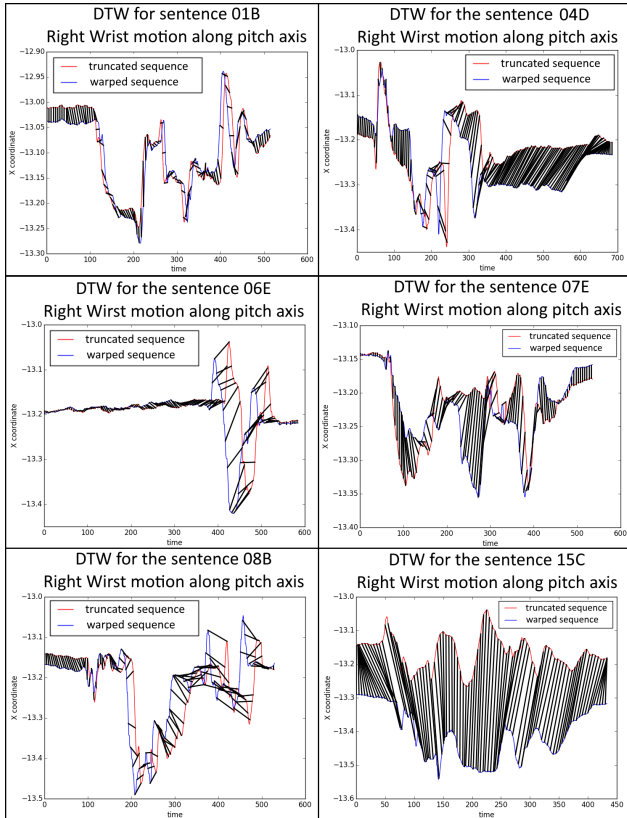 DTW for sentence 01B
Right Wrist motion along pitch axis
−12.90
−12.95
−13.00
−13.05
−13.10
−13.15
−13.20
−13.25
−13.30
X coordinate
truncated sequence
warped sequence
0 100 200 300 400 500 600
time
DTW for the sentence 04D
Right Wirst motion along pitch axis
−13.0
−13.1
−13.2
−13.3
−13.4
X coordinate
truncated sequence
warped sequence
0 100 200 300 400 500 600 700
time
DTW for the sentence 06E
Right Wirst motion along pitch axis
−13.0
−13.1
−13.2
−13.3
−13.4
X coordinate
truncated sequence
warped sequence
0 100 200 300 400 500 600
time
DTW for the sentence 07E
Right Wirst motion along pitch axis
−13.10
−13.15
−13.20
−13.25
−13.30
−13.35
−13.40
X coordinate
truncated sequence
warped sequence
0 100 200 300 400 500 600
time
DTW for the sentence 08B
Right Wirst motion along pitch axis
−13.0
−13.1
−13.2
−13.3
−13.4
−13.5
X coordinate
truncated sequence
warped sequence
0 100 200 300 400 500 600
time
DTW for the sentence 15C
Right Wirst motion along pitch axis
−13.0
−13.1
−13.2
−13.3
−13.4
−13.5
−13.6
X coordinate
truncated sequence
warped sequence
0 50 100 150 200 250 300 350 400 450
time